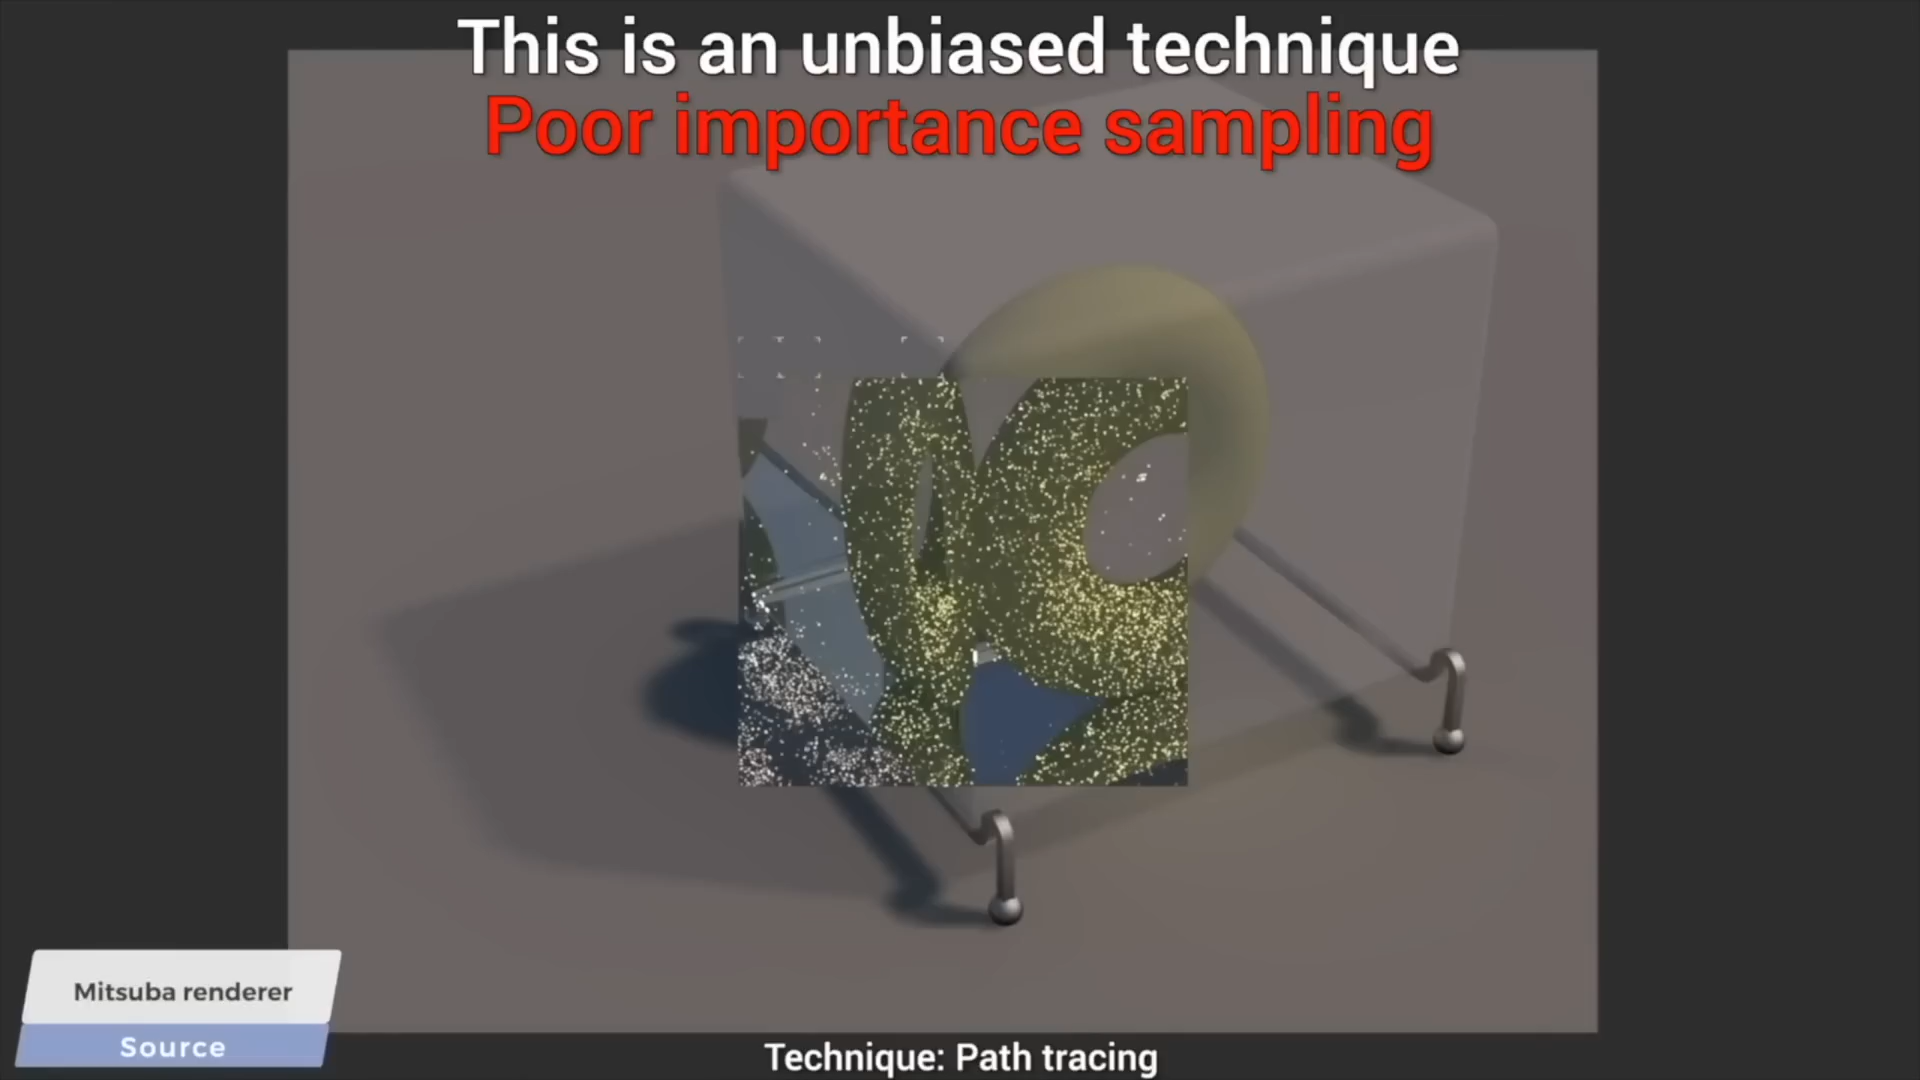 This is an unbiased technique
Poor importance sampling
Mitsuba renderer
Source
Technique: Path tracing